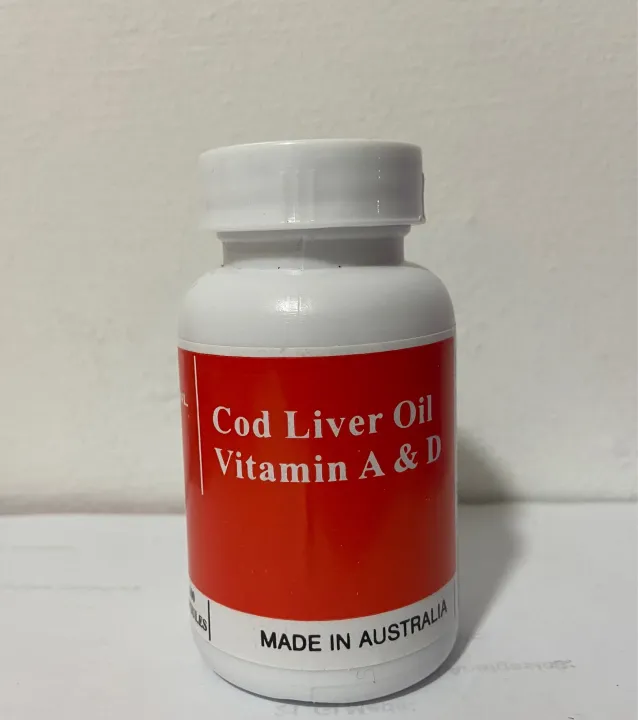 Cod Liver Oil
Vitamin A & D
MADE IN AUSTRALIA